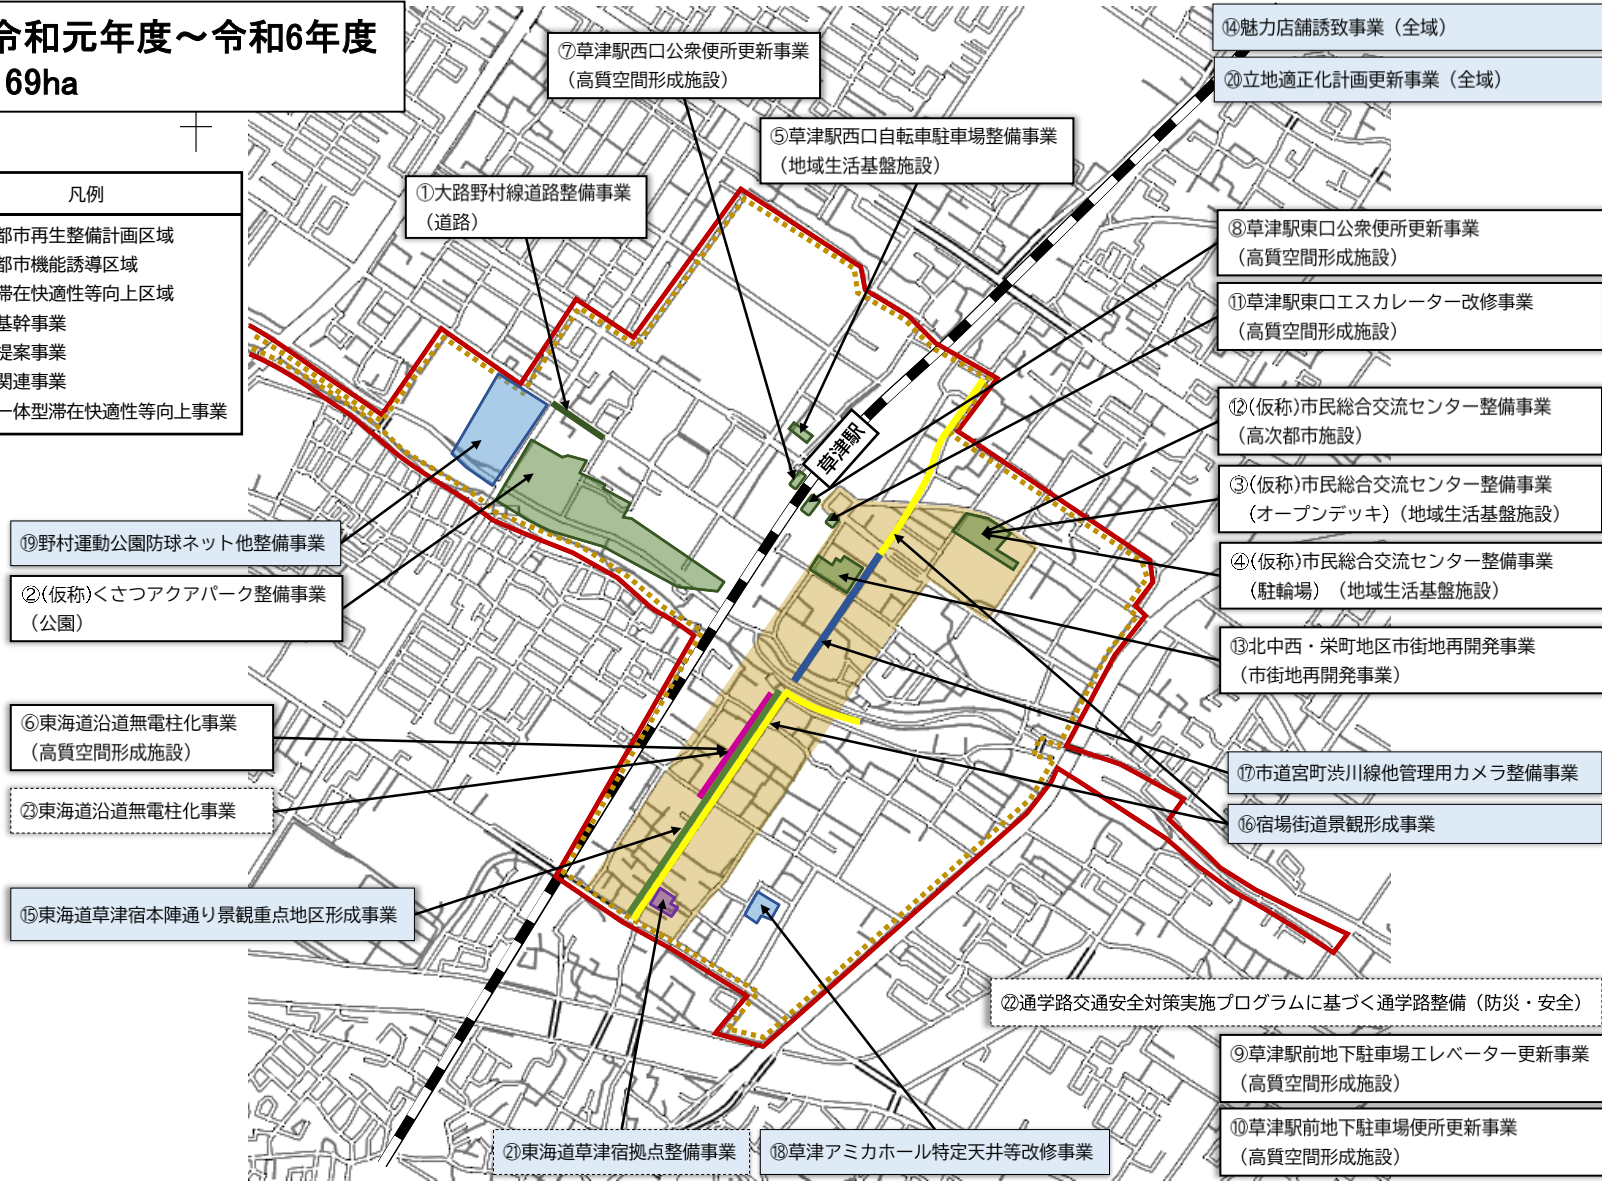 令和元年度～令和6年度
69ha
凡例
都市再生整備計画区域
都市機能誘導区域
滞在快適性等向上区域
基幹事業
提案事業
関連事業
一体型滞在快適性等向上事業
⑦草津駅西口公衆便所更新事業
（高質空間形成施設）
⑤草津駅西口自転車駐車場整備事業
（地域生活基盤施設）
①大路野村線道路整備事業
（道路）
⑭魅力店舗誘致事業（全域）
⑳立地適正化計画更新事業（全域）
⑧草津駅東口公衆便所更新事業
（高質空間形成施設）
⑪草津駅東口エスカレーター改修事業
（高質空間形成施設）
⑫(仮称)市民総合交流センター整備事業
（高次都市施設）
③(仮称)市民総合交流センター整備事業
（オープンデッキ）（地域生活基盤施設）
④(仮称)市民総合交流センター整備事業
（駐輪場）（地域生活基盤施設）
⑬北中西・栄町地区市街地再開発事業
（市街地再開発事業）
⑰市道宮町渋川線他管理用カメラ整備事業
⑯宿場街道景観形成事業
草津駅
⑲野村運動公園防球ネット他整備事業
②(仮称)くさつアクアパーク整備事業
（公園）
⑥東海道沿道無電柱化事業
（高質空間形成施設）
㉓東海道沿道無電柱化事業
⑮東海道草津宿本陣通り景観重点地区形成事業
㉒通学路交通安全対策実施プログラムに基づく通学路整備（防災・安全）
⑨草津駅前地下駐車場エレベーター更新事業
（高質空間形成施設）
⑩草津駅前地下駐車場便所更新事業
（高質空間形成施設）
㉑東海道草津宿拠点整備事業
⑱草津アミカホール特定天井等改修事業